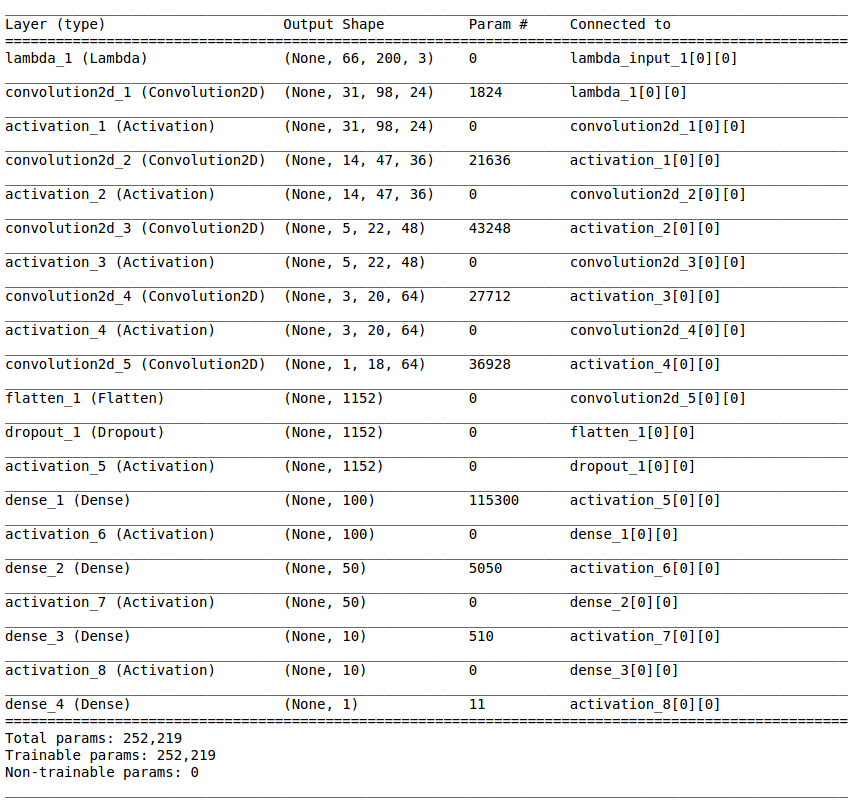 Layer (type) Output Shape Param # Connected to
====================================================================================================
lambda_1 (Lambda) (None, 66, 200, 3) 0 lambda_input_1[0][0]
convolution2d_1 (Convolution2D) (None, 31, 98, 24) 1824 lambda_1[0][0]
activation_1 (Activation) (None, 31, 98, 24) 0 convolution2d_1[0][0]
convolution2d_2 (Convolution2D) (None, 14, 47, 36) 21636 activation_1[0][0]
activation_2 (Activation) (None, 14, 47, 36) 0 convolution2d_2[0][0]
convolution2d_3 (Convolution2D) (None, 5, 22, 48) 43248 activation_2[0][0]
activation_3 (Activation) (None, 5, 22, 48) 0 convolution2d_3[0][0]
convolution2d_4 (Convolution2D) (None, 3, 20, 64) 27712 activation_3[0][0]
activation_4 (Activation) (None, 3, 20, 64) 0 convolution2d_4[0][0]
convolution2d_5 (Convolution2D) (None, 1, 18, 64) 36928 activation_4[0][0]
flatten_1 (Flatten) (None, 1152) 0 convolution2d_5[0][0]
dropout_1 (Dropout) (None, 1152) 0 flatten_1[0][0]
activation_5 (Activation) (None, 1152) 0 dropout_1[0][0]
dense_1 (Dense) (None, 100) 115300 activation_5[0][0]
activation_6 (Activation) (None, 100) 0 dense_1[0][0]
dense_2 (Dense) (None, 50) 5050 activation_6[0][0]
activation_7 (Activation) (None, 50) 0 dense_2[0][0]
dense_3 (Dense) (None, 10) 510 activation_7[0][0]
activation_8 (Activation) (None, 10) 0 dense_3[0][0]
dense_4 (Dense) (None, 1) 11 activation_8[0][0]
====================================================================================================
Total params: 252,219
Trainable params: 252,219
Non-trainable params: 0